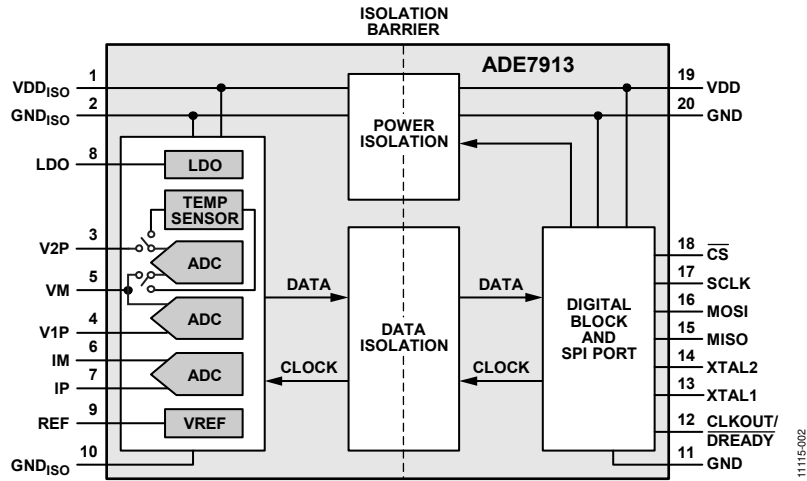 ISOLATION
BARRIER
ADE7913
VDDISO 1
GNDISO 2
LDO 8
V2P 3
VM 5
V1P 4
IM 6
IP 7
REF 9
GNDISO 10
LDO
TEMP
SENSOR
ADC
ADC
ADC
VREF
POWER
ISOLATION
DATA
CLOCK
DATA
ISOLATION
DATA
CLOCK
DIGITAL
BLOCK
AND
SPI PORT
19 VDD
20 GND
18 CS
17 SCLK
16 MOSI
15 MISO
14 XTAL2
13 XTAL1
12 CLKOUT/
DREADY
11 GND
11115-002